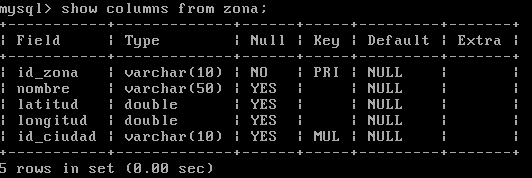 mysql> show columns from zona;
+-----------+-------------+------+-----+---------+-------+
| Field     | Type        | Null | Key | Default | Extra |
+-----------+-------------+------+-----+---------+-------+
| id_zona   | varchar(10) | NO   | PRI | NULL    |       |
| nombre    | varchar(50) | YES  |     | NULL    |       |
| latitud   | double      | YES  |     | NULL    |       |
| longitud  | double      | YES  |     | NULL    |       |
| id_ciudad | varchar(10) | YES  | MUL | NULL    |       |
+-----------+-------------+------+-----+---------+-------+
5 rows in set (0.00 sec)